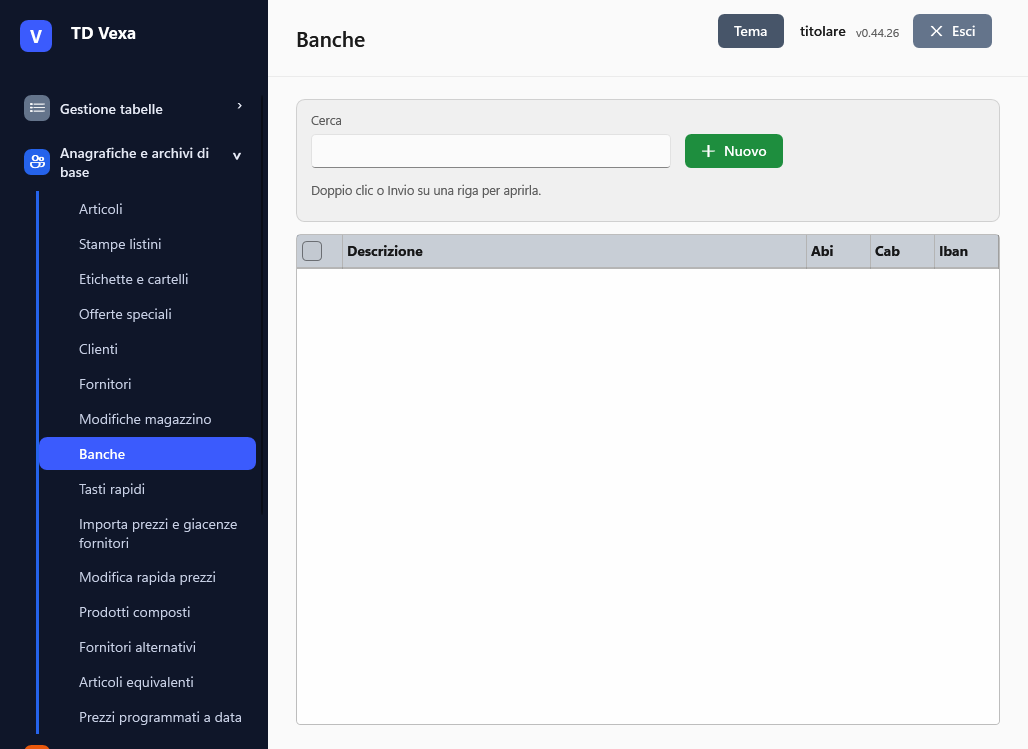 V
TD Vexa
Gestione tabelle
Anagrafiche e archivi di
base
Articoli
Stampe listini
Etichette e cartelli
Offerte speciali
Clienti
Fornitori
Modifiche magazzino
Banche
Tasti rapidi
Importa prezzi e giacenze
fornitori
Modifica rapida prezzi
Prodotti composti
Fornitori alternativi
Articoli equivalenti
Prezzi programmati a data
Banche
Tema
titolare
v0.44.26
Esci
Cerca
Nuovo
Doppio clic o Invio su una riga per aprirla.
Descrizione Abi Cab Iban